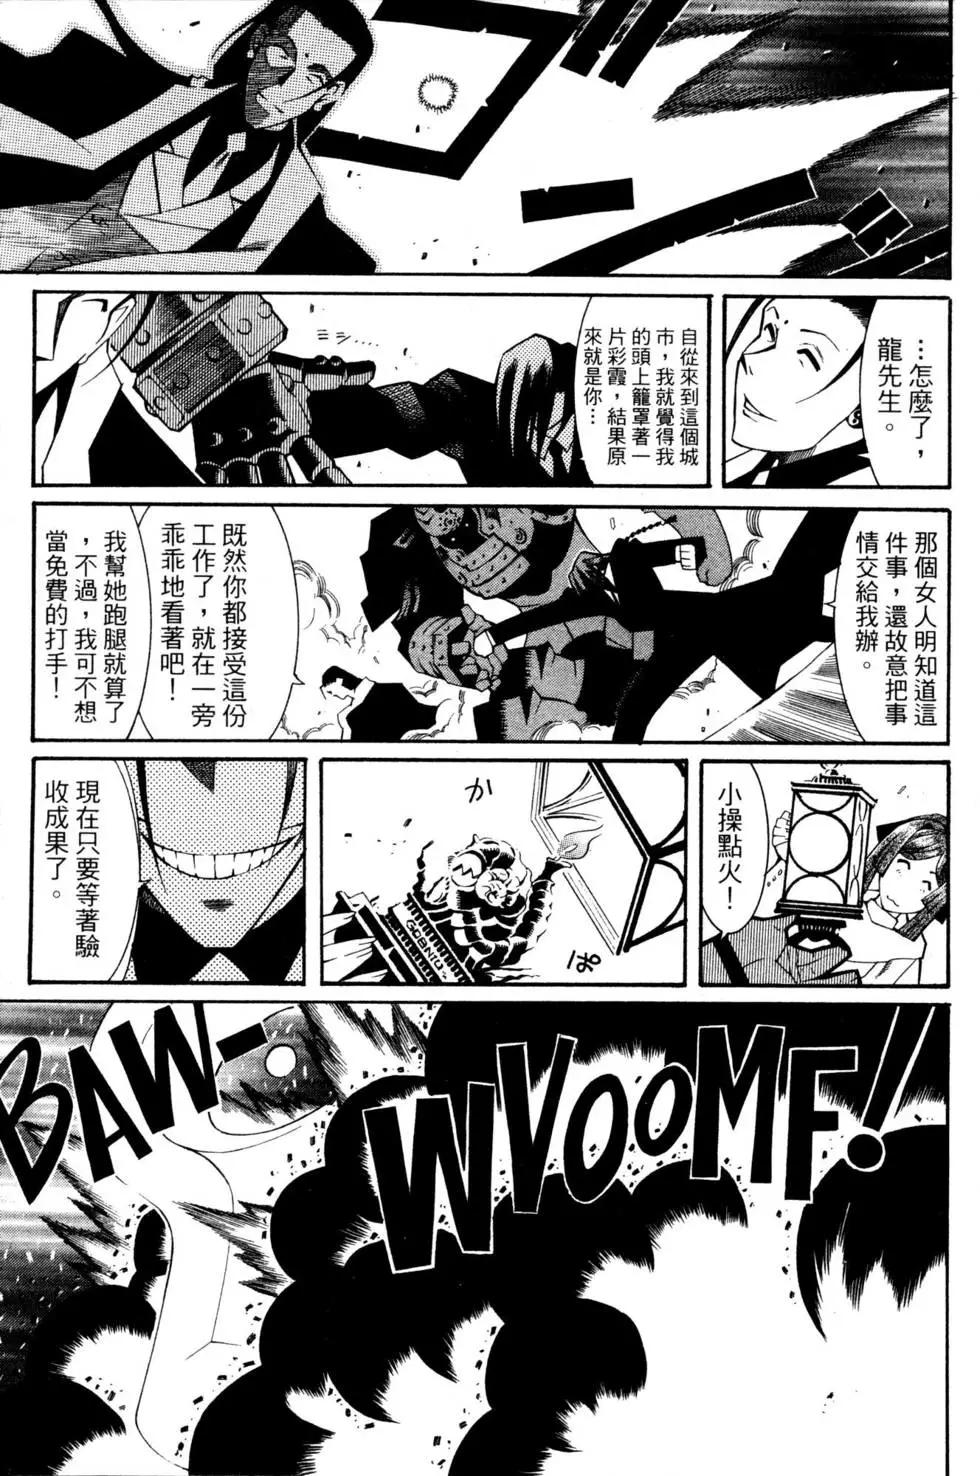 …怎麼了，
龍先生。
自從來到這個城
市，我就覺得我
的頭上籠罩著一
片彩霞，結果原
來就是你…
那個女人明知道這
件事，還故意把事
情交給我辦。
既然你都接受這份
工作了，就在一旁
乖乖地看著吧！
我幫她跑腿就算了
，不過，我可不想
當免費的打手！
小操點火！
か
ぱ
GOBNIU
現在只要等著驗
收成果了。
BAW-
WVOOMF!